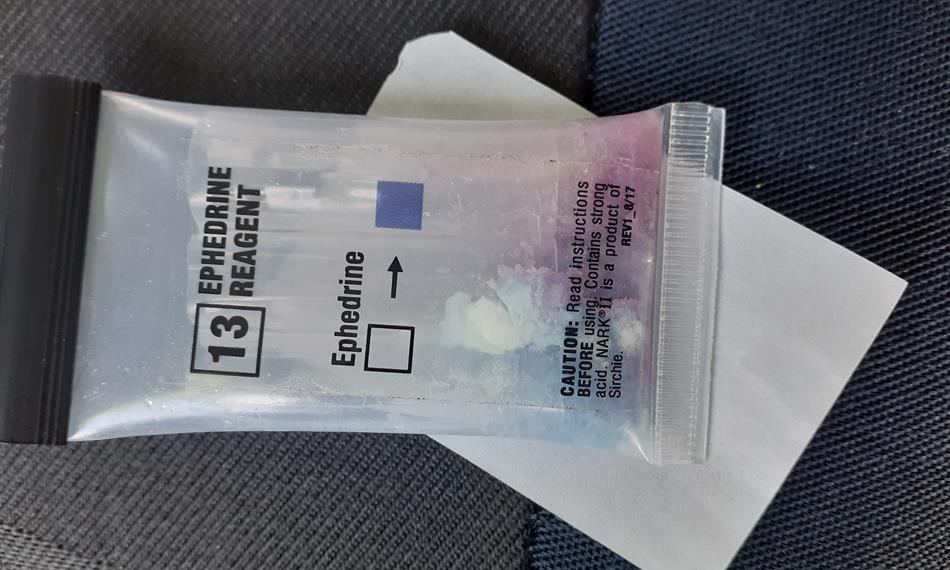 13 EPHEDRINE
REAGENT
Ephedrine
CAUTION: Read instructions
BEFORE using. Contains strong
acid. NARK®II is a product of
Sirchie. REV1_8/17